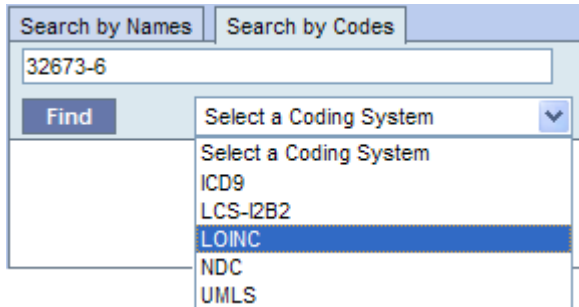 Search by Names Search by Codes
32673-6
Find Select a Coding System
Select a Coding System
ICD9
LCS-I2B2
LOINC
NDC
UMLS